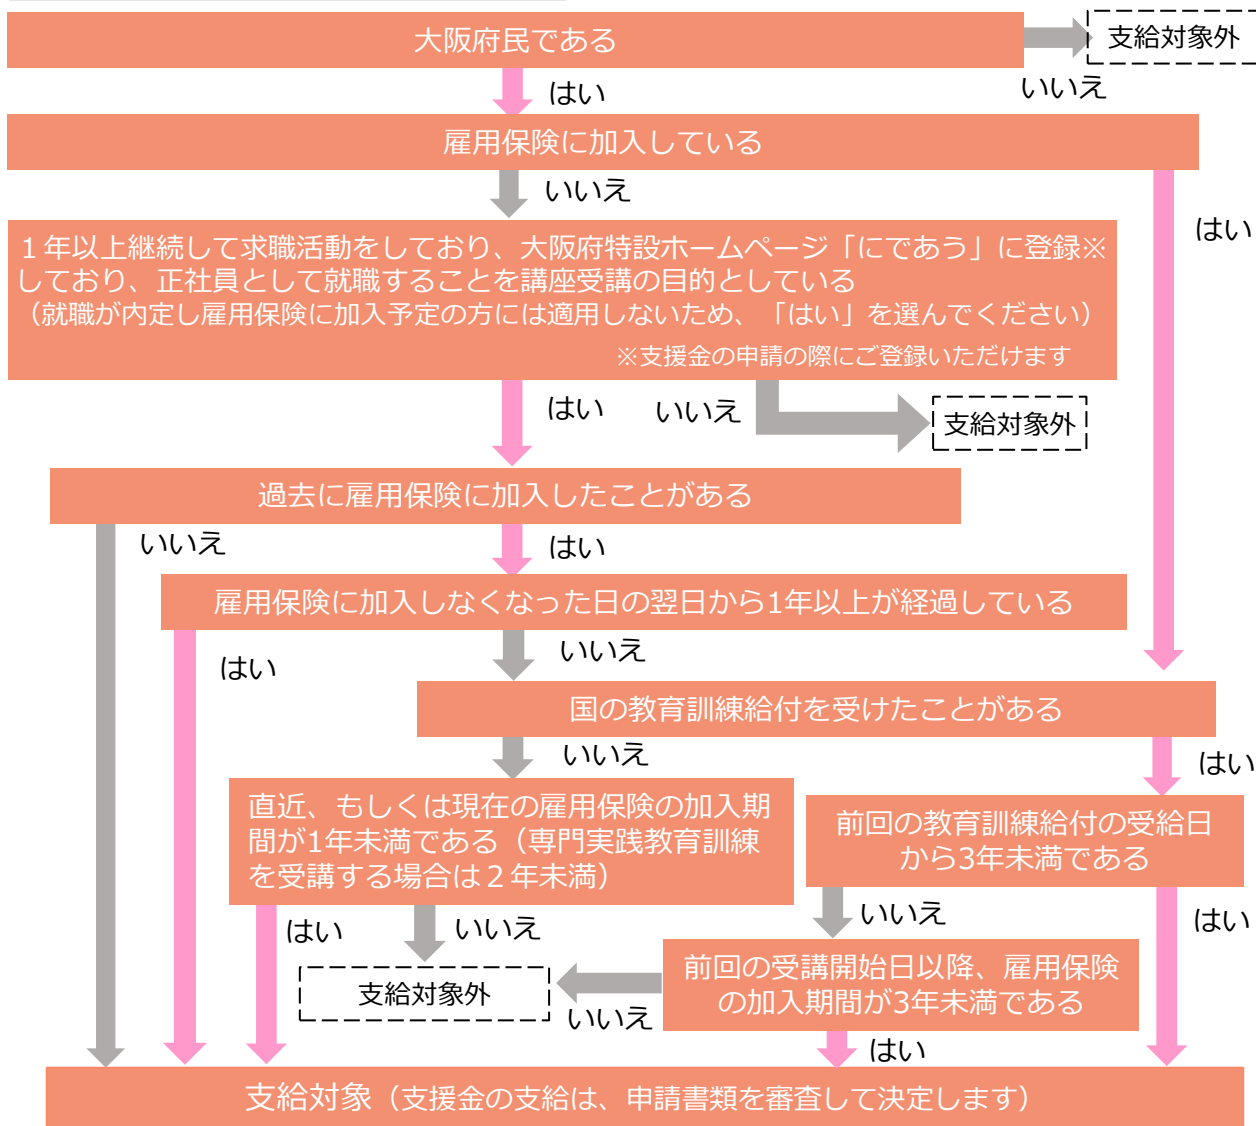 大阪府民である
支給対象外
いいえ
はい
雇用保険に加入している
いいえ
はい
１年以上継続して求職活動をしており、大阪府特設ホームページ「にであう」に登録※
しており、正社員として就職することを講座受講の目的としている
（就職が内定し雇用保険に加入予定の方には適用しないため、「はい」を選んでください）
※支援金の申請の際にご登録いただけます
はい
いいえ
支給対象外
過去に雇用保険に加入したことがある
いいえ
はい
雇用保険に加入しなくなった日の翌日から1年以上が経過している
はい
いいえ
国の教育訓練給付を受けたことがある
いいえ
はい
直近、もしくは現在の雇用保険の加入期
間が1年未満である（専門実践教育訓練
を受講する場合は２年未満）
前回の教育訓練給付の受給日
から3年未満である
はい
いいえ
いいえ
はい
支給対象外
いいえ
前回の受講開始日以降、雇用保険
の加入期間が3年未満である
はい
支給対象（支援金の支給は、申請書類を審査して決定します）